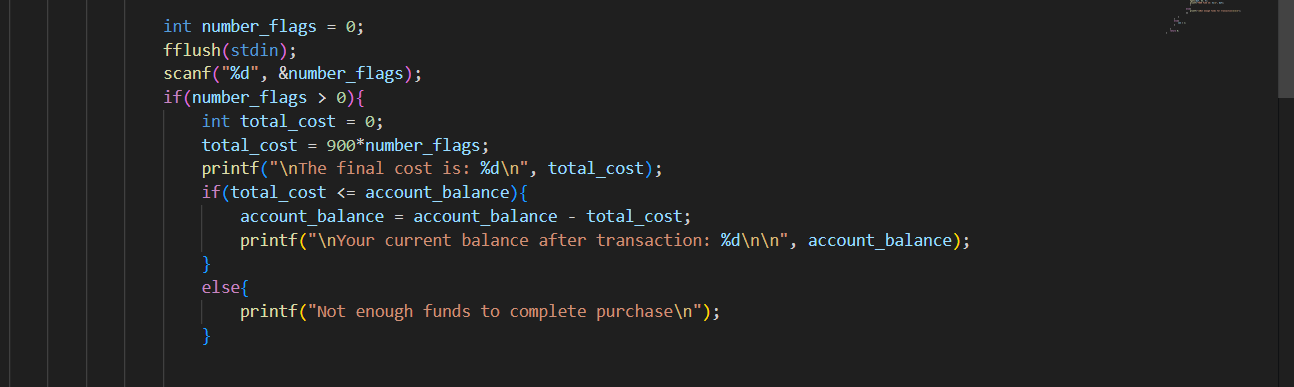 int number_flags = 0;
fflush(stdin);
scanf("%d", &number_flags);
if(number_flags > 0){
int total_cost = 0;
total_cost = 900*number_flags;
printf("\nThe final cost is: %d\n", total_cost);
if(total_cost <= account_balance){
account_balance = account_balance - total_cost;
printf("\nYour current balance after transaction: %d\n\n", account_balance);
}
else{
printf("Not enough funds to complete purchase\n");
}